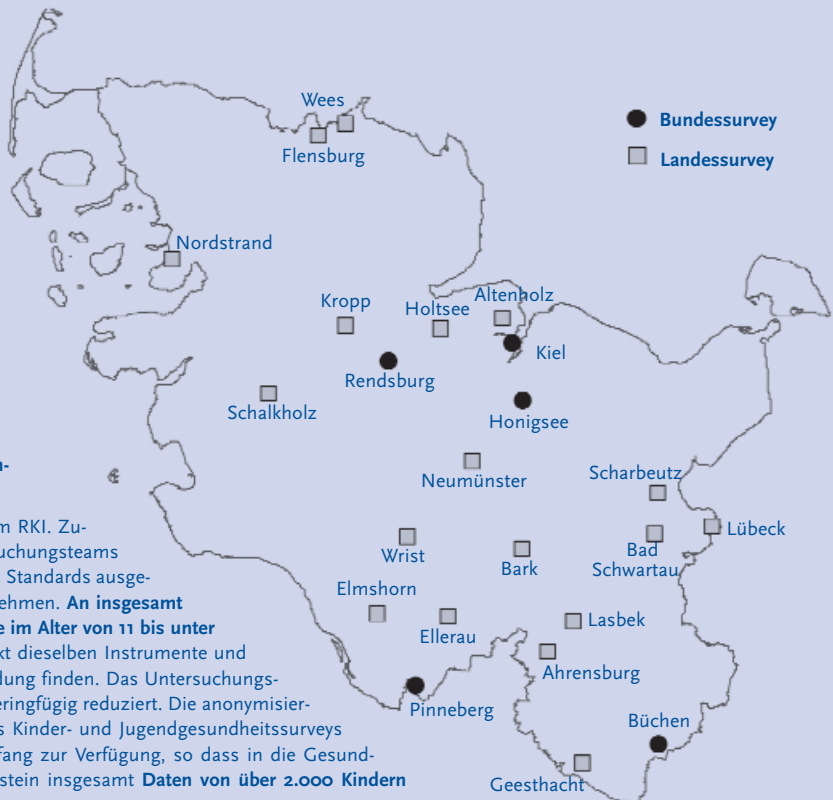 Wees
Flensburg
Bundessurvey
Landessurvey
Nordstrand
Kropp
Holtsee
Altenholz
Kiel
Rendsburg
Honigsee
Schalkholz
Neumünster
Scharbeutz
Lübeck
Bad
Schwartau
Wrist
Bark
Elmshorn
Ellerau
Lasbek
Ahrensburg
Pinneberg
Büchen
Geesthacht
n-
m RKI. Zu-
uchungsteams
Standards ausge-
ehmen. An insgesamt
e im Alter von 11 bis unter
kt dieselben Instrumente und
dung finden. Das Untersuchungs-
eringfügig reduziert. Die anonymisier-
s Kinder- und Jugendgesundheitssurveys
fang zur Verfügung, so dass in die Gesund-
stein insgesamt Daten von über 2.000 Kindern